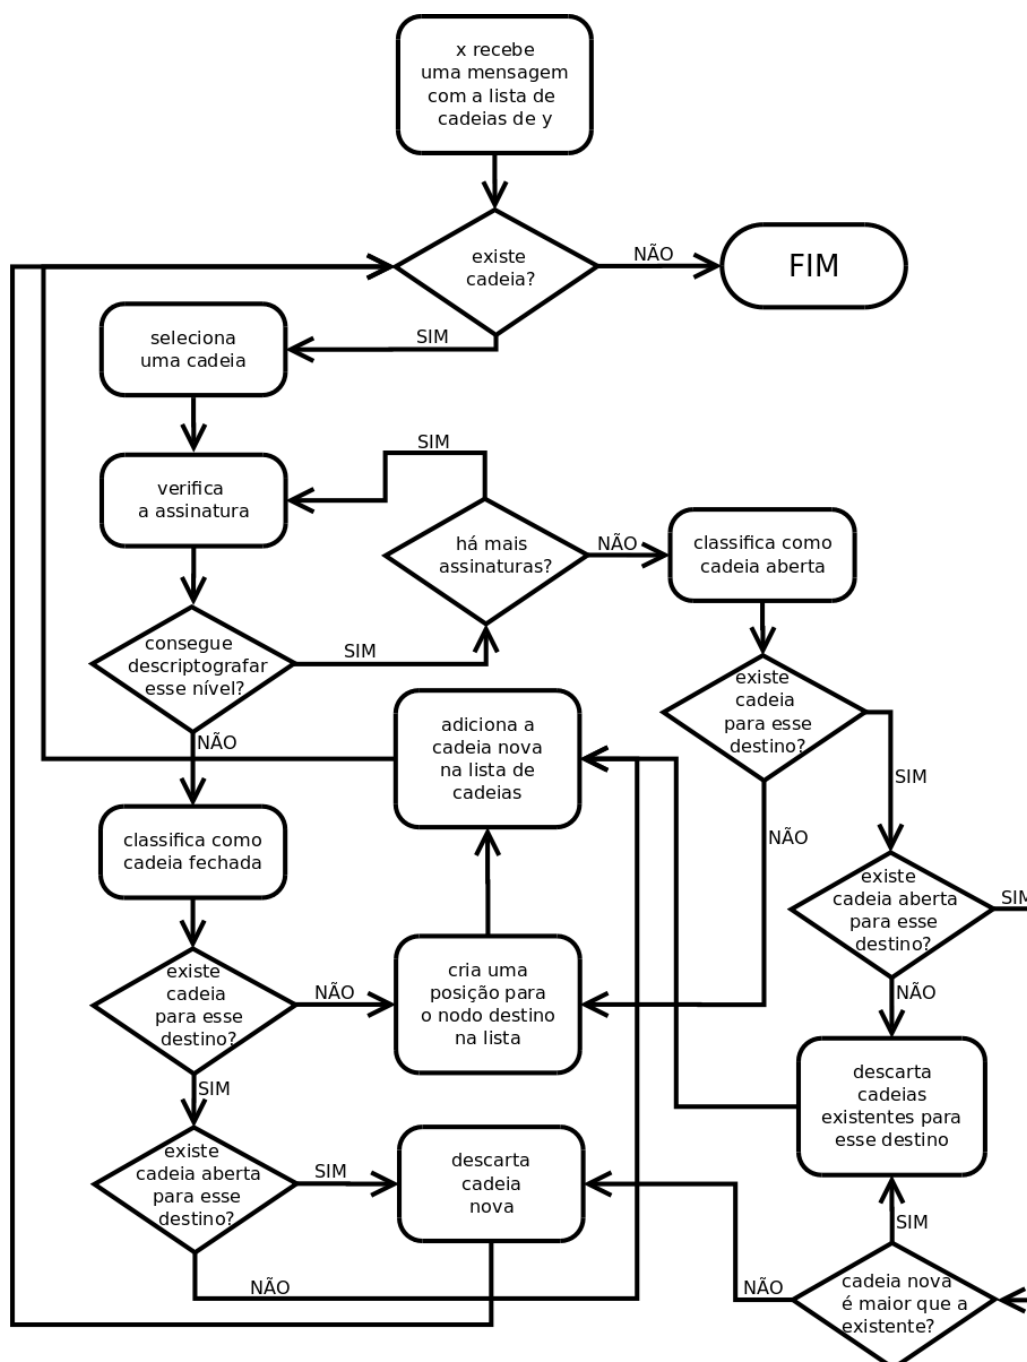 x recebe
uma mensagem
com a lista de
cadeias de y
existe
cadeia?
NÃO
FIM
SIM
seleciona
uma cadeia
SIM
verifica
a assinatura
há mais
assinaturas?
NÃO
classifica como
cadeia aberta
consegue
descriptografar
esse nível?
SIM
NÃO
existe
cadeia
para esse
destino?
SIM
NÃO
adiciona a
cadeia nova
na lista de
cadeias
classifica como
cadeia fechada
existe
cadeia aberta
para esse
destino?
SIM
NÃO
existe
cadeia
para esse
destino?
NÃO
SIM
cria uma
posição para
o nodo destino
na lista
descarta
cadeias
existentes para
esse destino
existe
cadeia aberta
para esse
destino?
SIM
NÃO
descarta
cadeia
nova
SIM
NÃO
cadeia nova
é maior que a
existente?